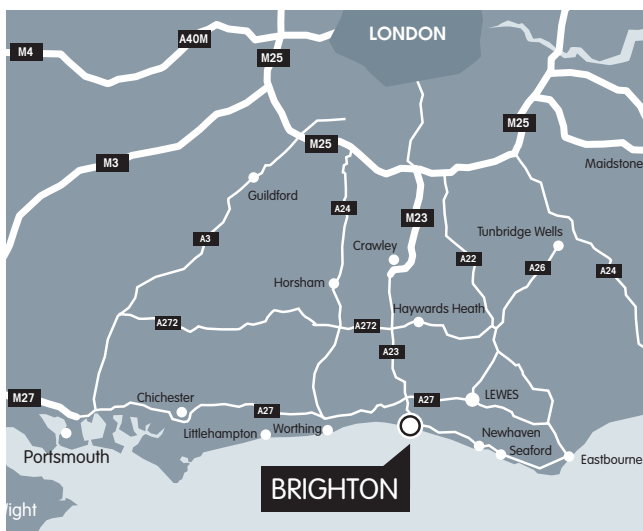 LONDON
A40M
M4
M25
M25
M25
M3
Maidstone
Guildford
A24
M23
A3
Crawley
Tunbridge Wells
A22
A26
A24
Horsham
Haywards Heath
A272
A272
A23
M27
Chichester
A27
A27
LEWES
Littlehampton
Worthing
Newhaven
Seaford
Portsmouth
Eastbourne
BRIGHTON
Wight